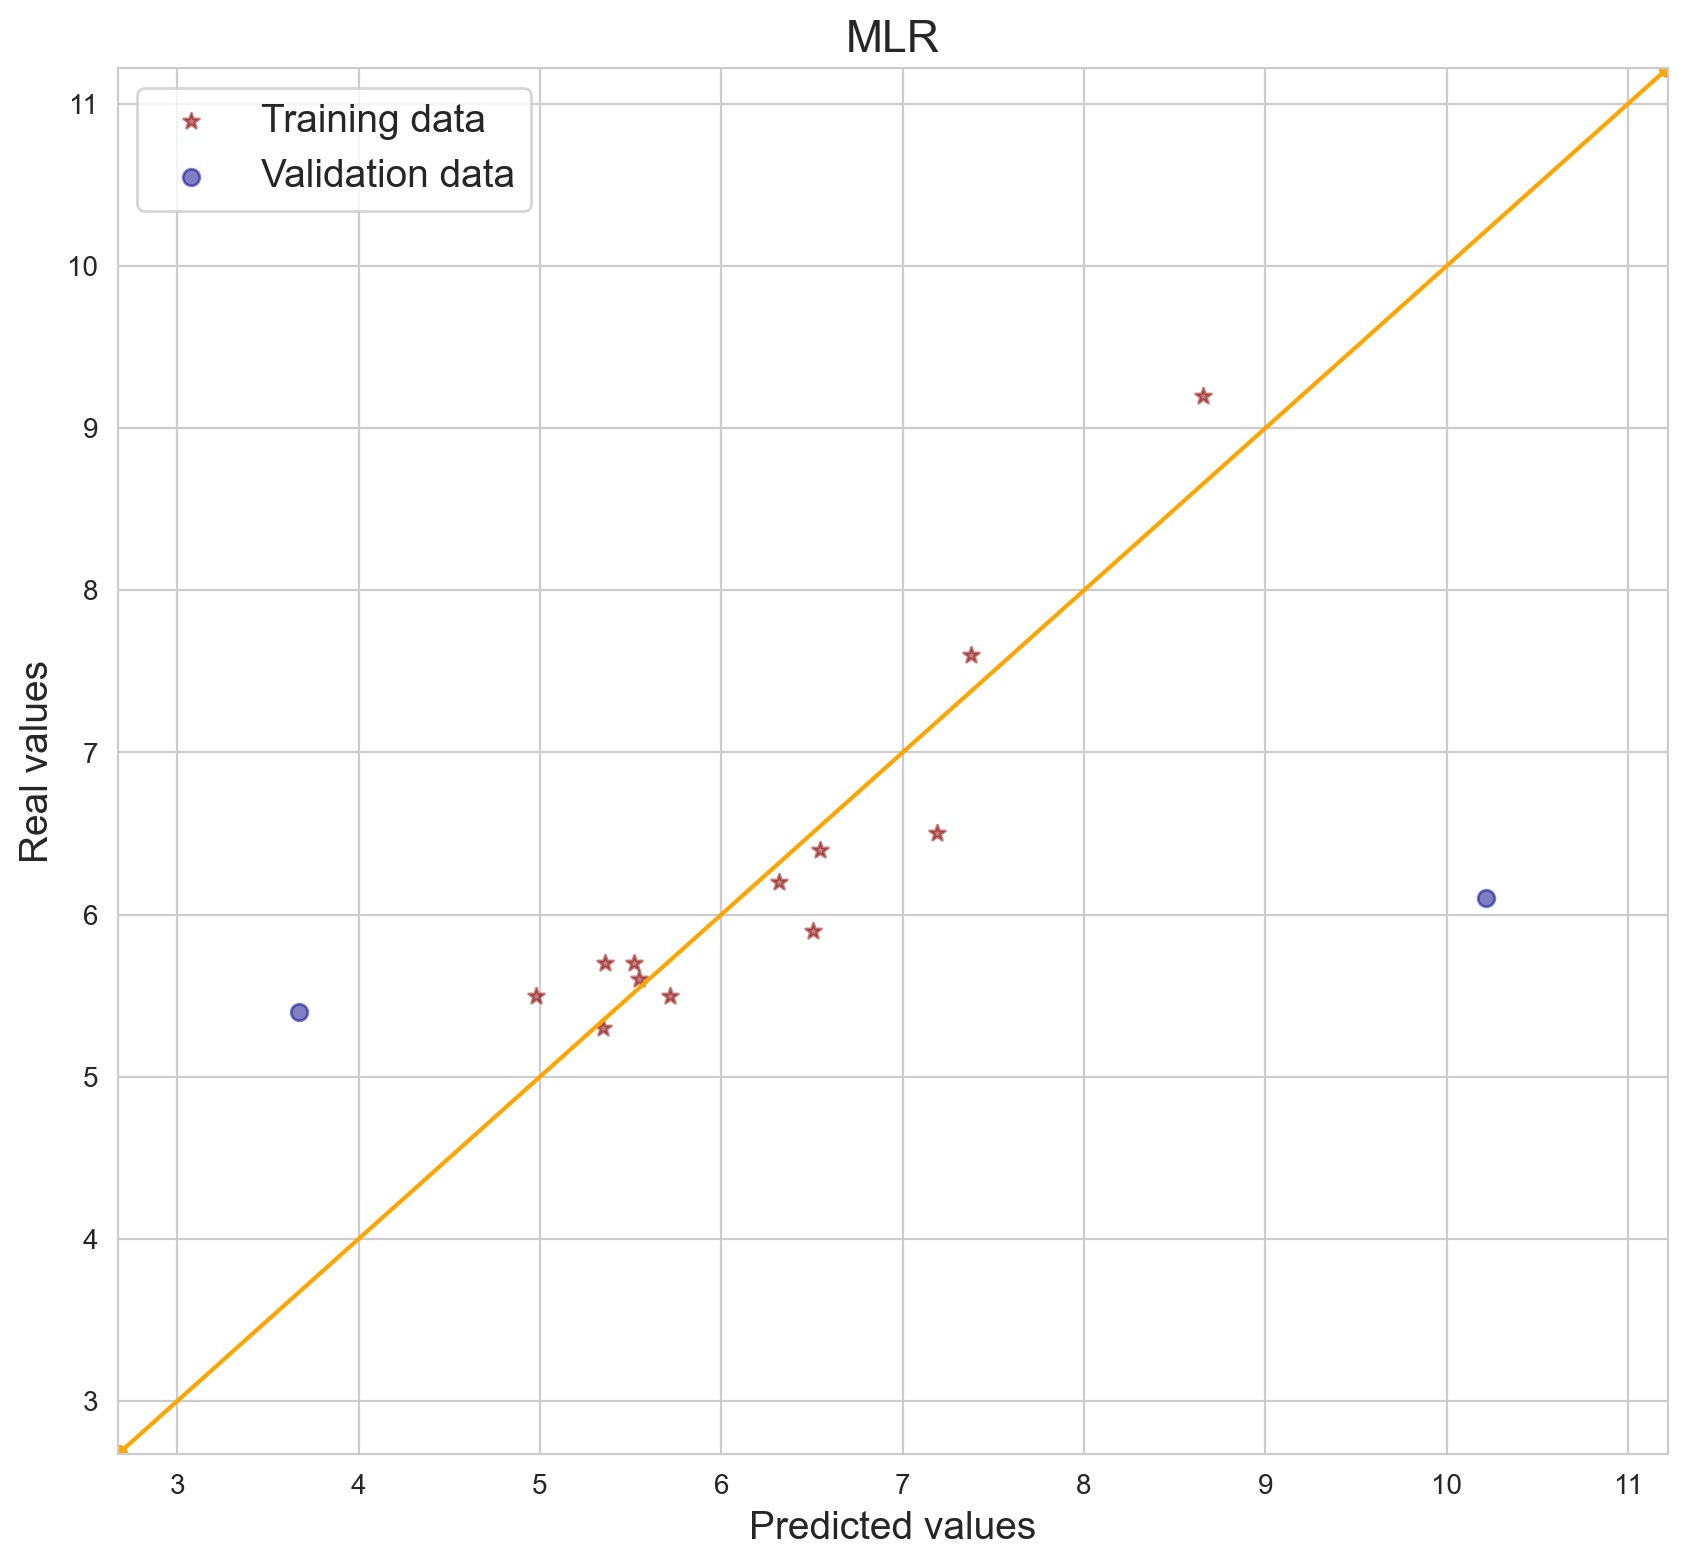 MLR
Training data
Validation data
11
10
9
8
7
6
5
4
3
Real values
3 4 5 6 7 8 9 10 11
Predicted values